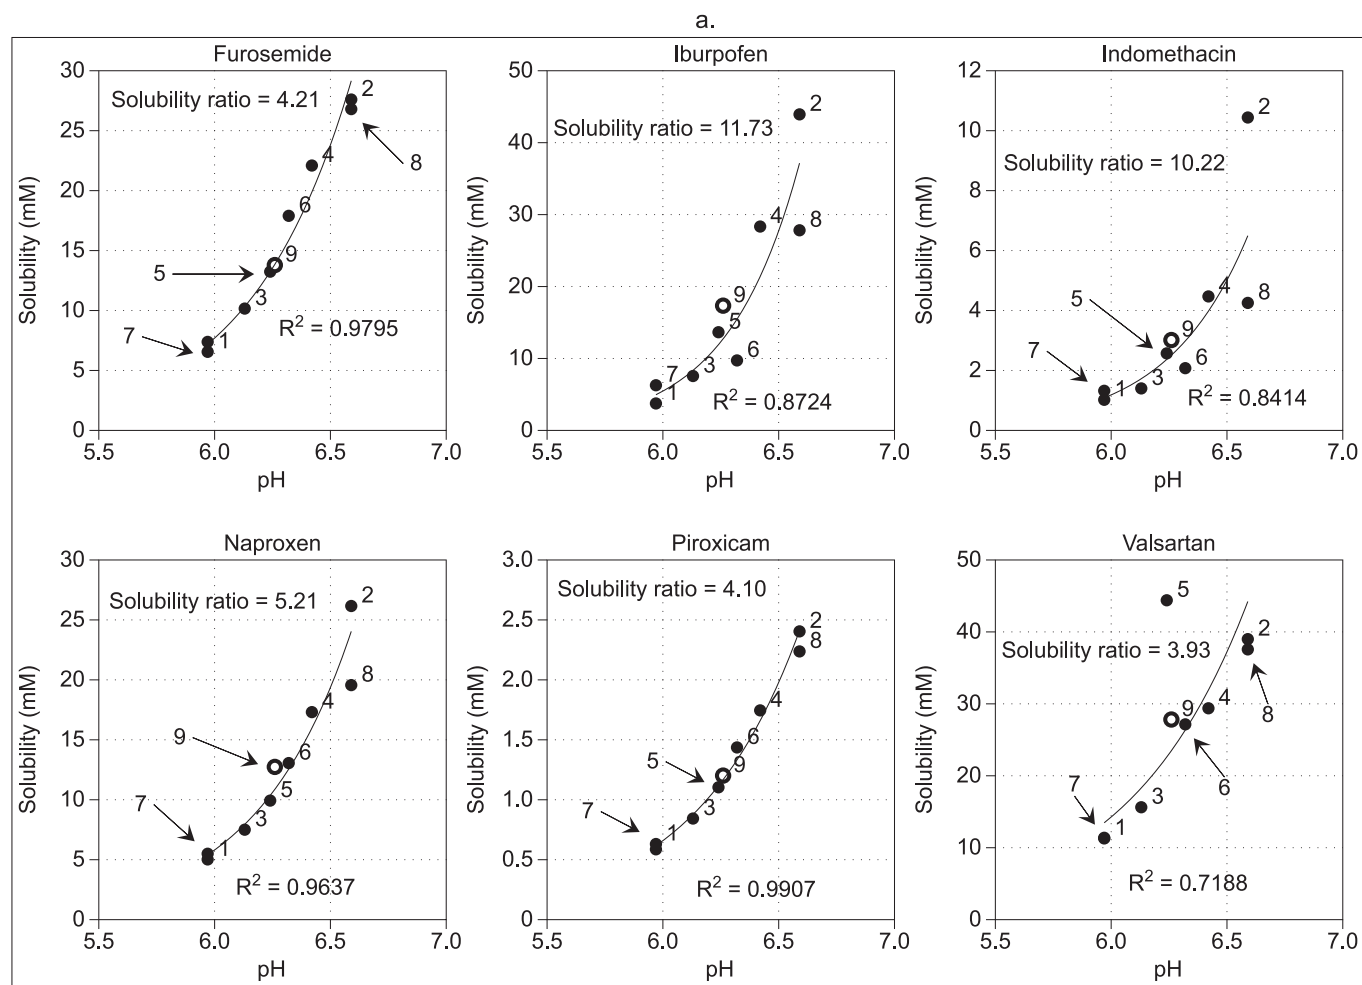 a.
Furosemide
Solubility (mM)
30
25
20
15
10
5
0
Solubility ratio = 4.21
2
8
4
6
9
5
3
1
7
R² = 0.9795
5.5 6.0 6.5 7.0
pH
Iburpofen
Solubility (mM)
50
40
30
20
10
0
Solubility ratio = 11.73
2
4
8
9
5
6
7
3
1
R² = 0.8724
5.5 6.0 6.5 7.0
pH
Indomethacin
Solubility (mM)
12
10
6
4
2
0
Solubility ratio = 10.22
2
4
8
5
9
6
7
3
1
R² = 0.8414
5.5 6.0 6.5 7.0
pH
Naproxen
Solubility (mM)
30
25
20
15
10
5
0
Solubility ratio = 5.21
2
8
4
9
6
5
7
3
1
R² = 0.9637
5.5 6.0 6.5 7.0
pH
Piroxicam
Solubility (mM)
3.0
2.5
2.0
1.5
1.0
0.5
0
Solubility ratio = 4.10
2
8
4
6
5
9
3
7
1
R² = 0.9907
5.5 6.0 6.5 7.0
pH
Valsartan
Solubility (mM)
50
40
30
20
10
0
5
2
Solubility ratio = 3.93
8
9
4
6
7
3
1
R² = 0.7188
5.5 6.0 6.5 7.0
pH